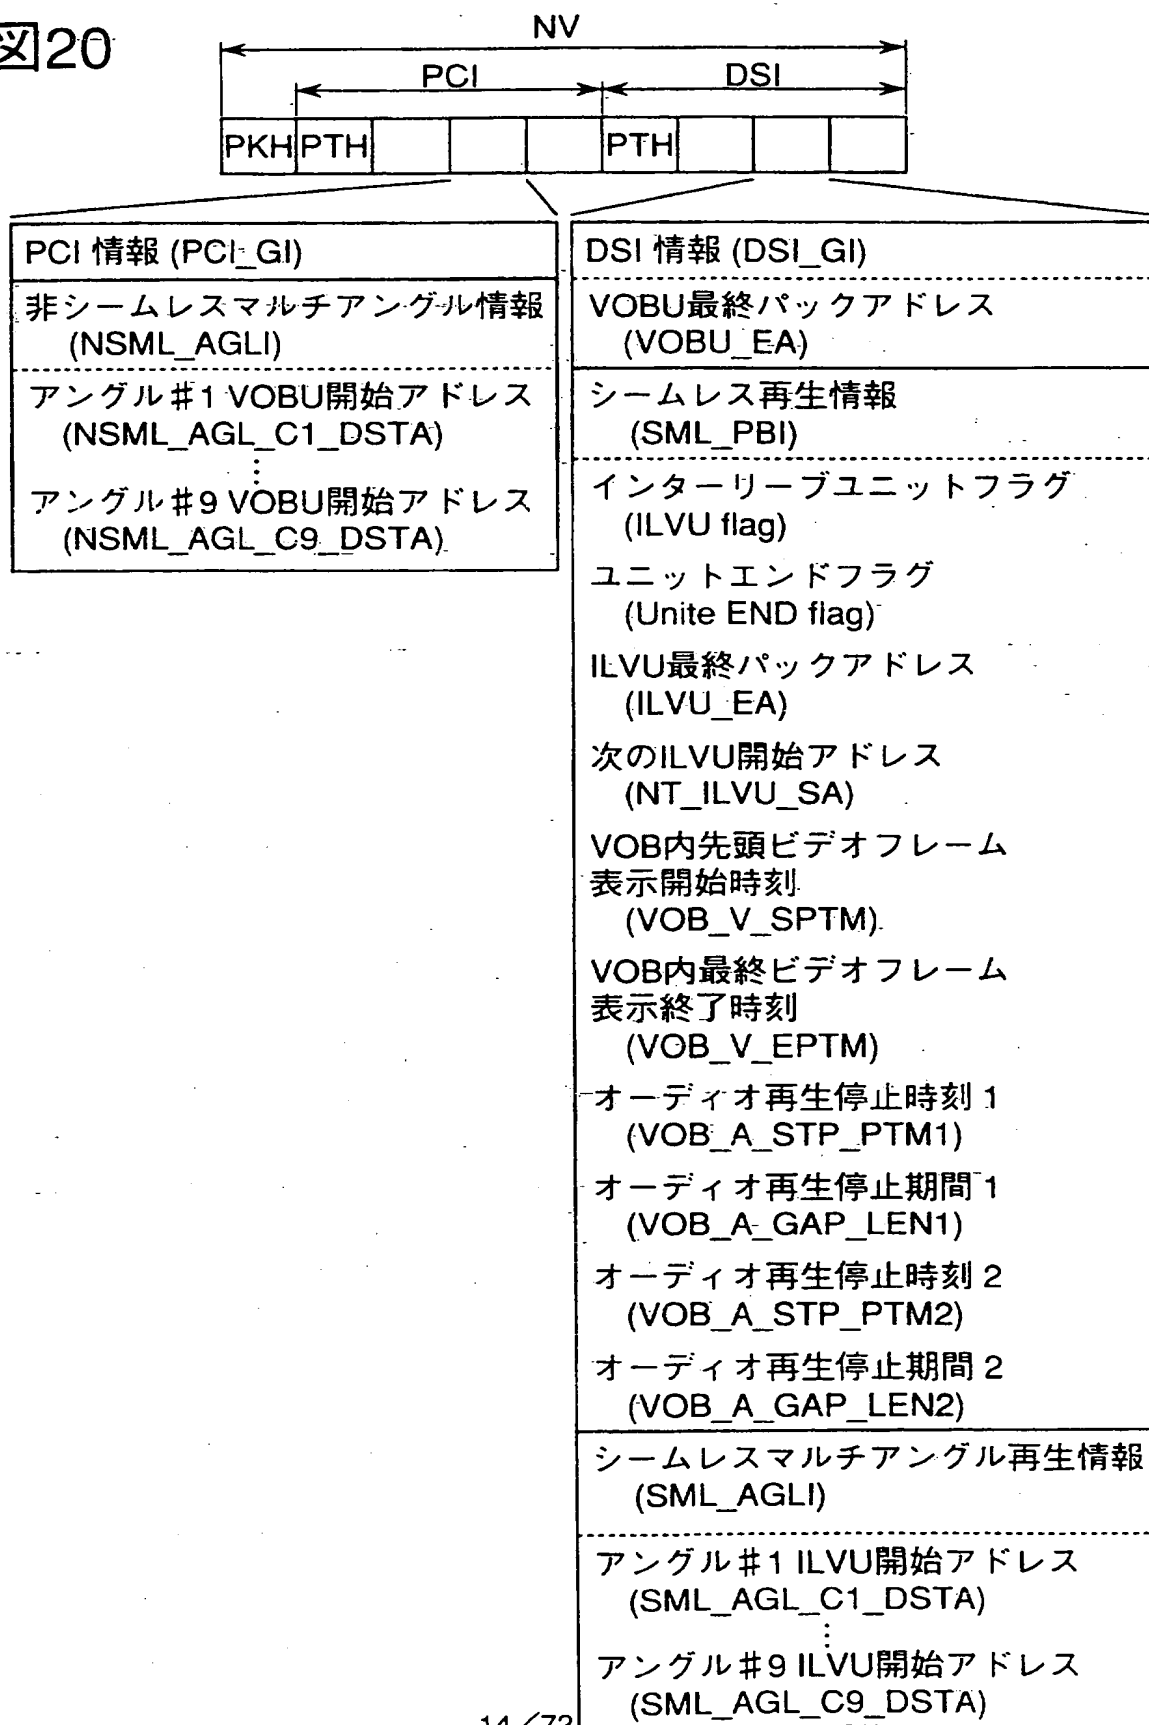 図20
NV
PCI DSI
PKH PTH PTH
PCI 情報 (PCI_GI)
非シームレスマルチアングル情報
(NSML_AGLI)
アングル#1 VOBU開始アドレス
(NSML_AGL_C1_DSTA)
⋮
アングル#9 VOBU開始アドレス
(NSML_AGL_C9_DSTA)
DSI 情報 (DSI_GI)
VOBU最終パックアドレス
(VOBU_EA)
シームレス再生情報
(SML_PBI)
インターリーブユニットフラグ
(ILVU flag)
ユニットエンドフラグ
(Unite END flag)
ILVU最終パックアドレス
(ILVU_EA)
次のILVU開始アドレス
(NT_ILVU_SA)
VOB内先頭ビデオフレーム
表示開始時刻
(VOB_V_SPTM)
VOB内最終ビデオフレーム
表示終了時刻
(VOB_V_EPTM)
オーディオ再生停止時刻 1
(VOB_A_STP_PTM1)
オーディオ再生停止期間 1
(VOB_A_GAP_LEN1)
オーディオ再生停止時刻 2
(VOB_A_STP_PTM2)
オーディオ再生停止期間 2
(VOB_A_GAP_LEN2)
シームレスマルチアングル再生情報
(SML_AGLI)
アングル#1 ILVU開始アドレス
(SML_AGL_C1_DSTA)
⋮
アングル#9 ILVU開始アドレス
(SML_AGL_C9_DSTA)
14/72